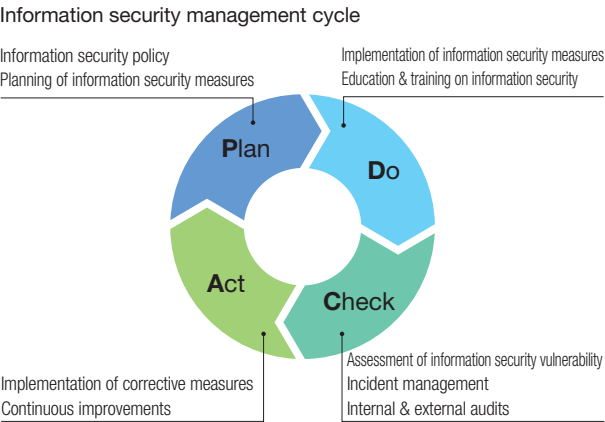 Information security management cycle
Information security policy
Planning of information security measures
Implementation of information security measures
Education & training on information security
Plan
Do
Check
Act
Assessment of information security vulnerability
Incident management
Internal & external audits
Implementation of corrective measures
Continuous improvements